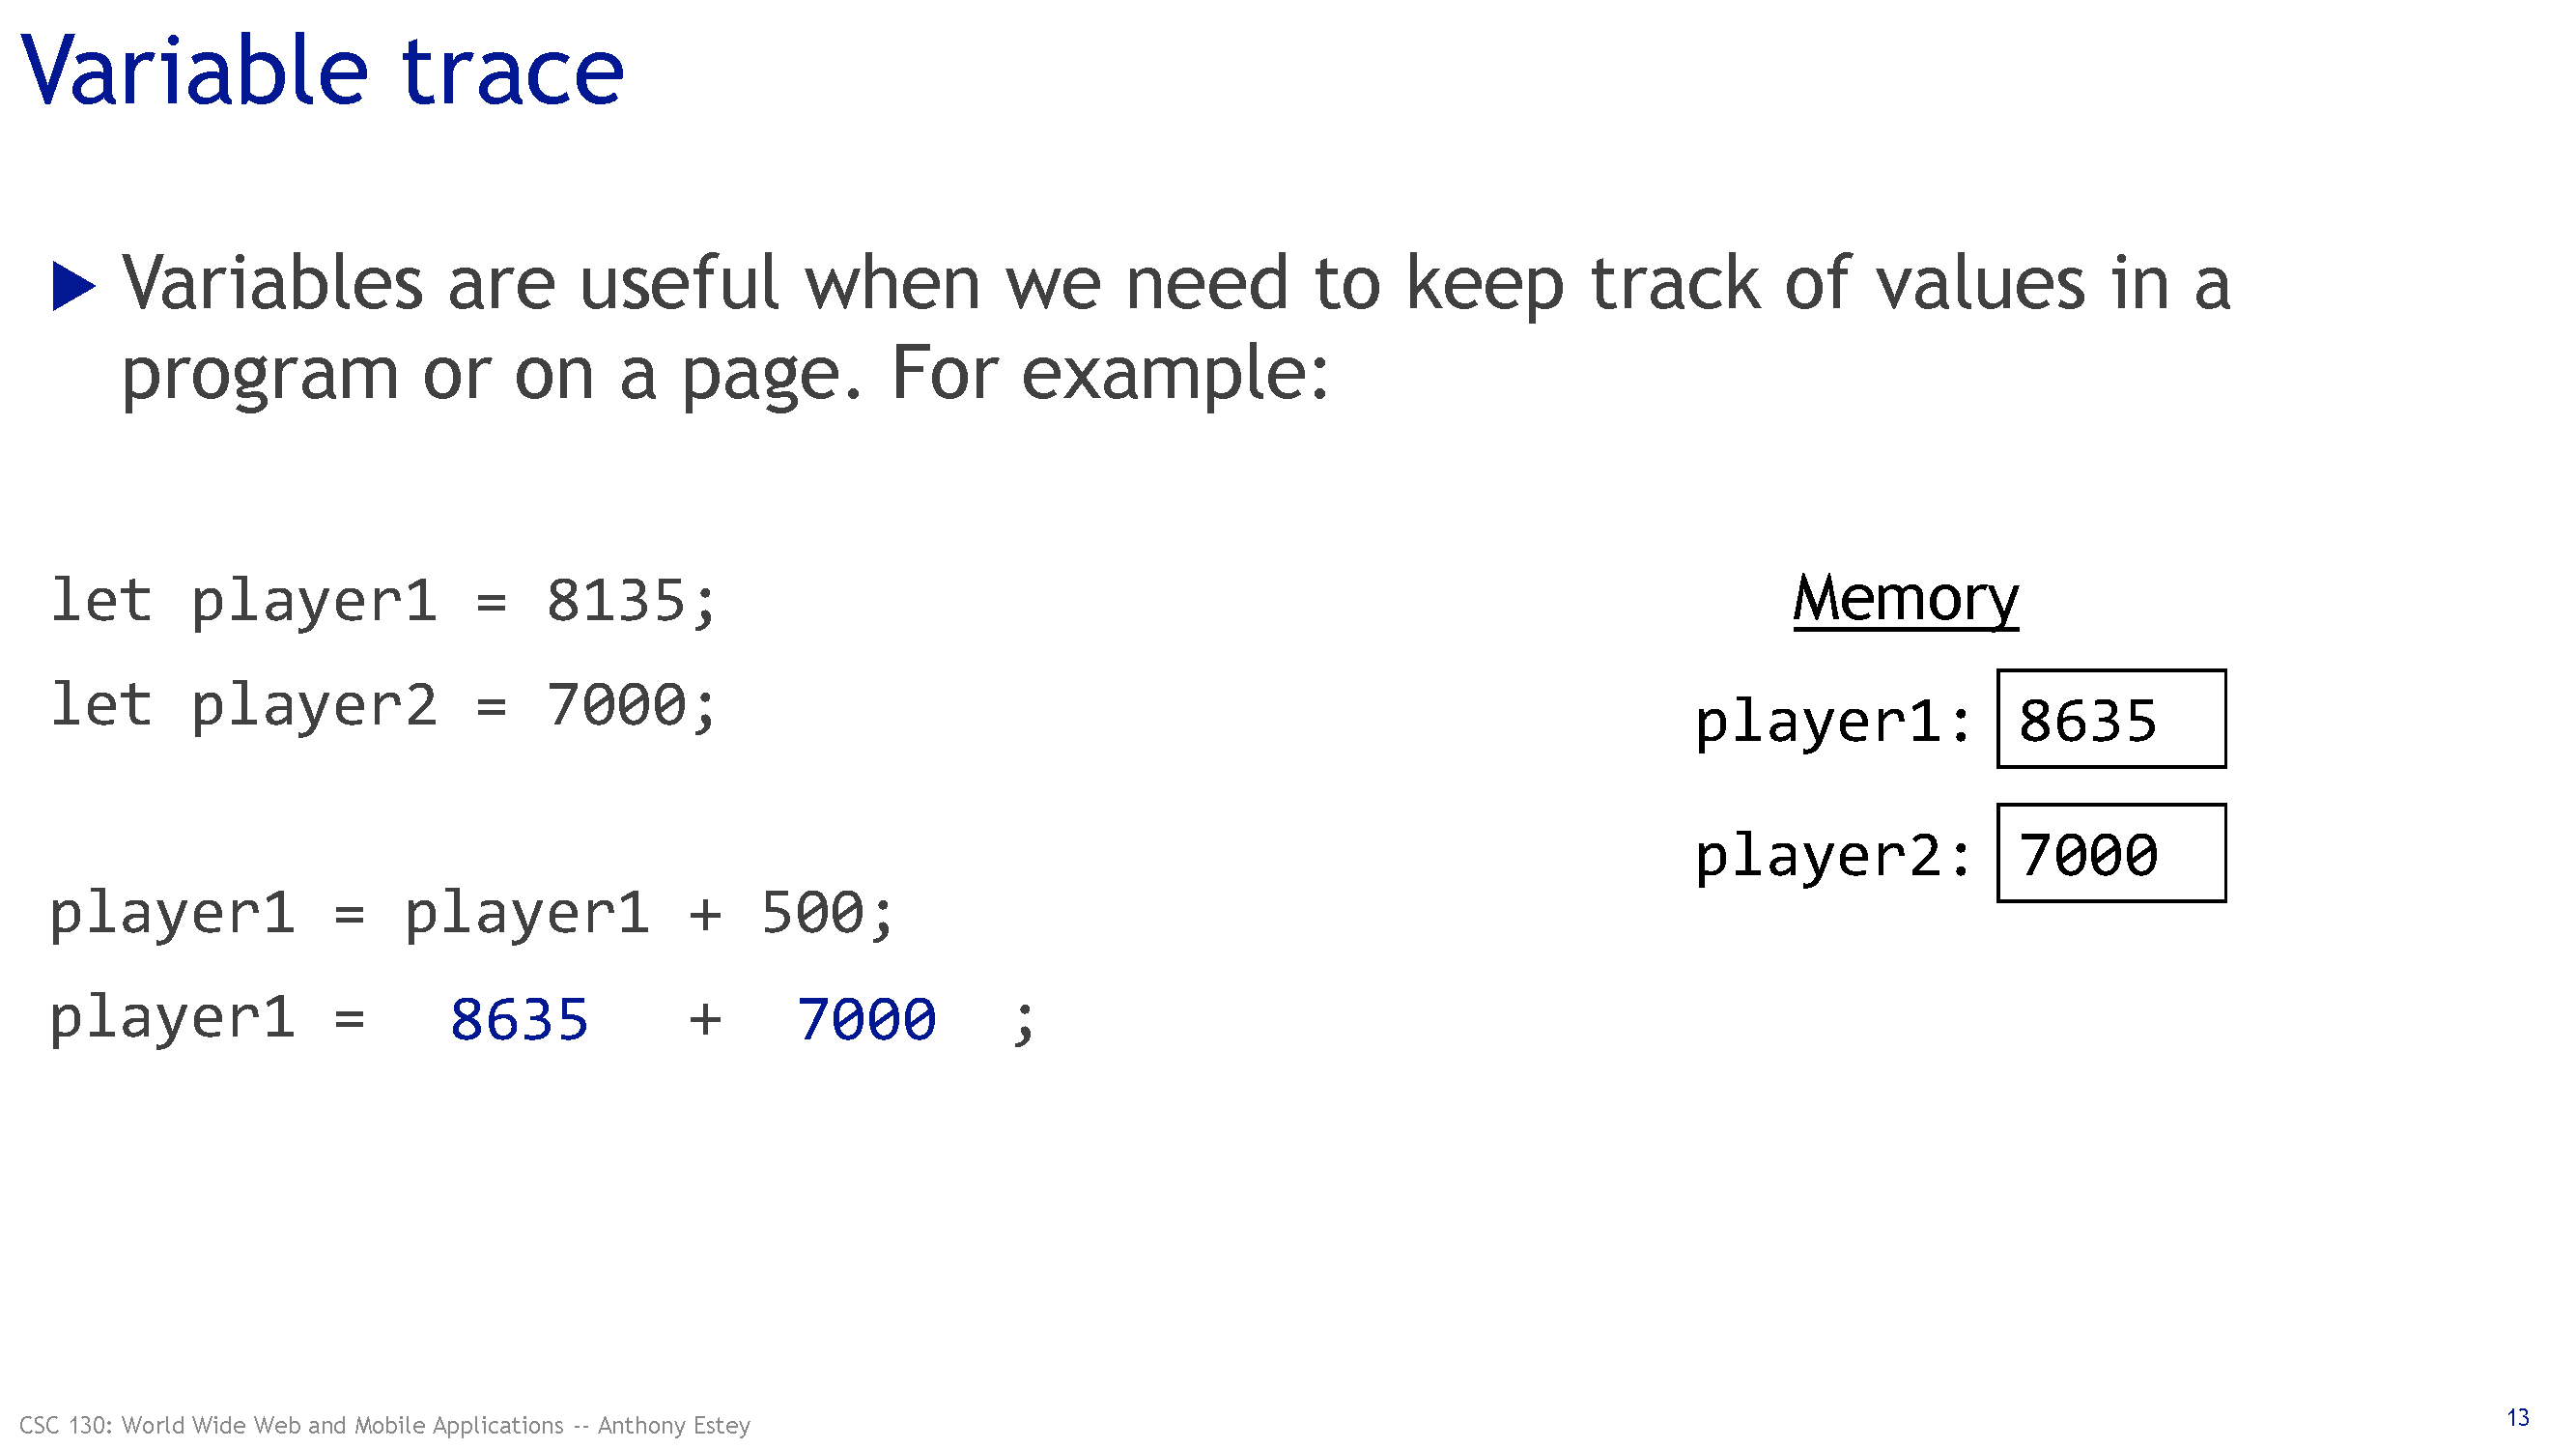 Variable trace
Variables are useful when we need to keep track of values in a
program or on a page. For example:
let player1 = 8135;
let player2 = 7000;
player1 = player1 + 500;
player1 = 8635 + 7000 ;
Memory
player1: 8635
player2: 7000
CSC 130: World Wide Web and Mobile Applications -- Anthony Estey
13